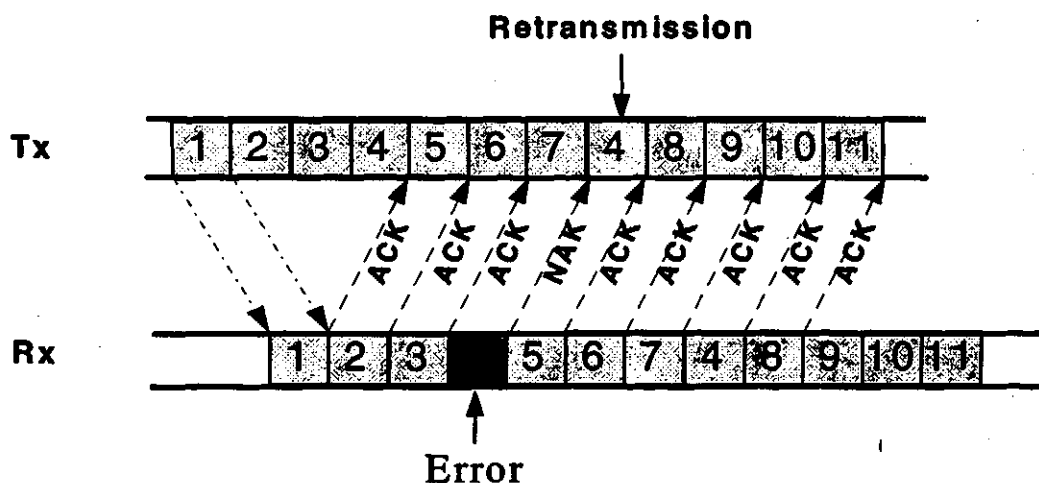 Retransmission
Tx 1 2 3 4 5 6 7 4 8 9 10 11
ACK ACK ACK NAK ACK ACK ACK ACK ACK
Rx 1 2 3 5 6 7 4 8 9 10 11
Error